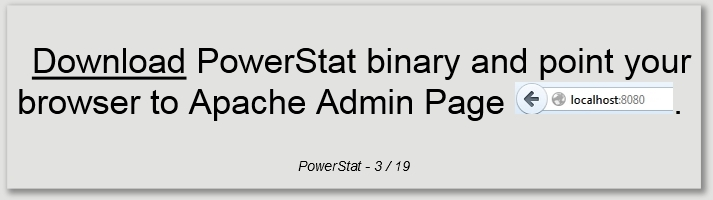 Download PowerStat binary and point your
browser to Apache Admin Page localhost:8080.
PowerStat - 3 / 19